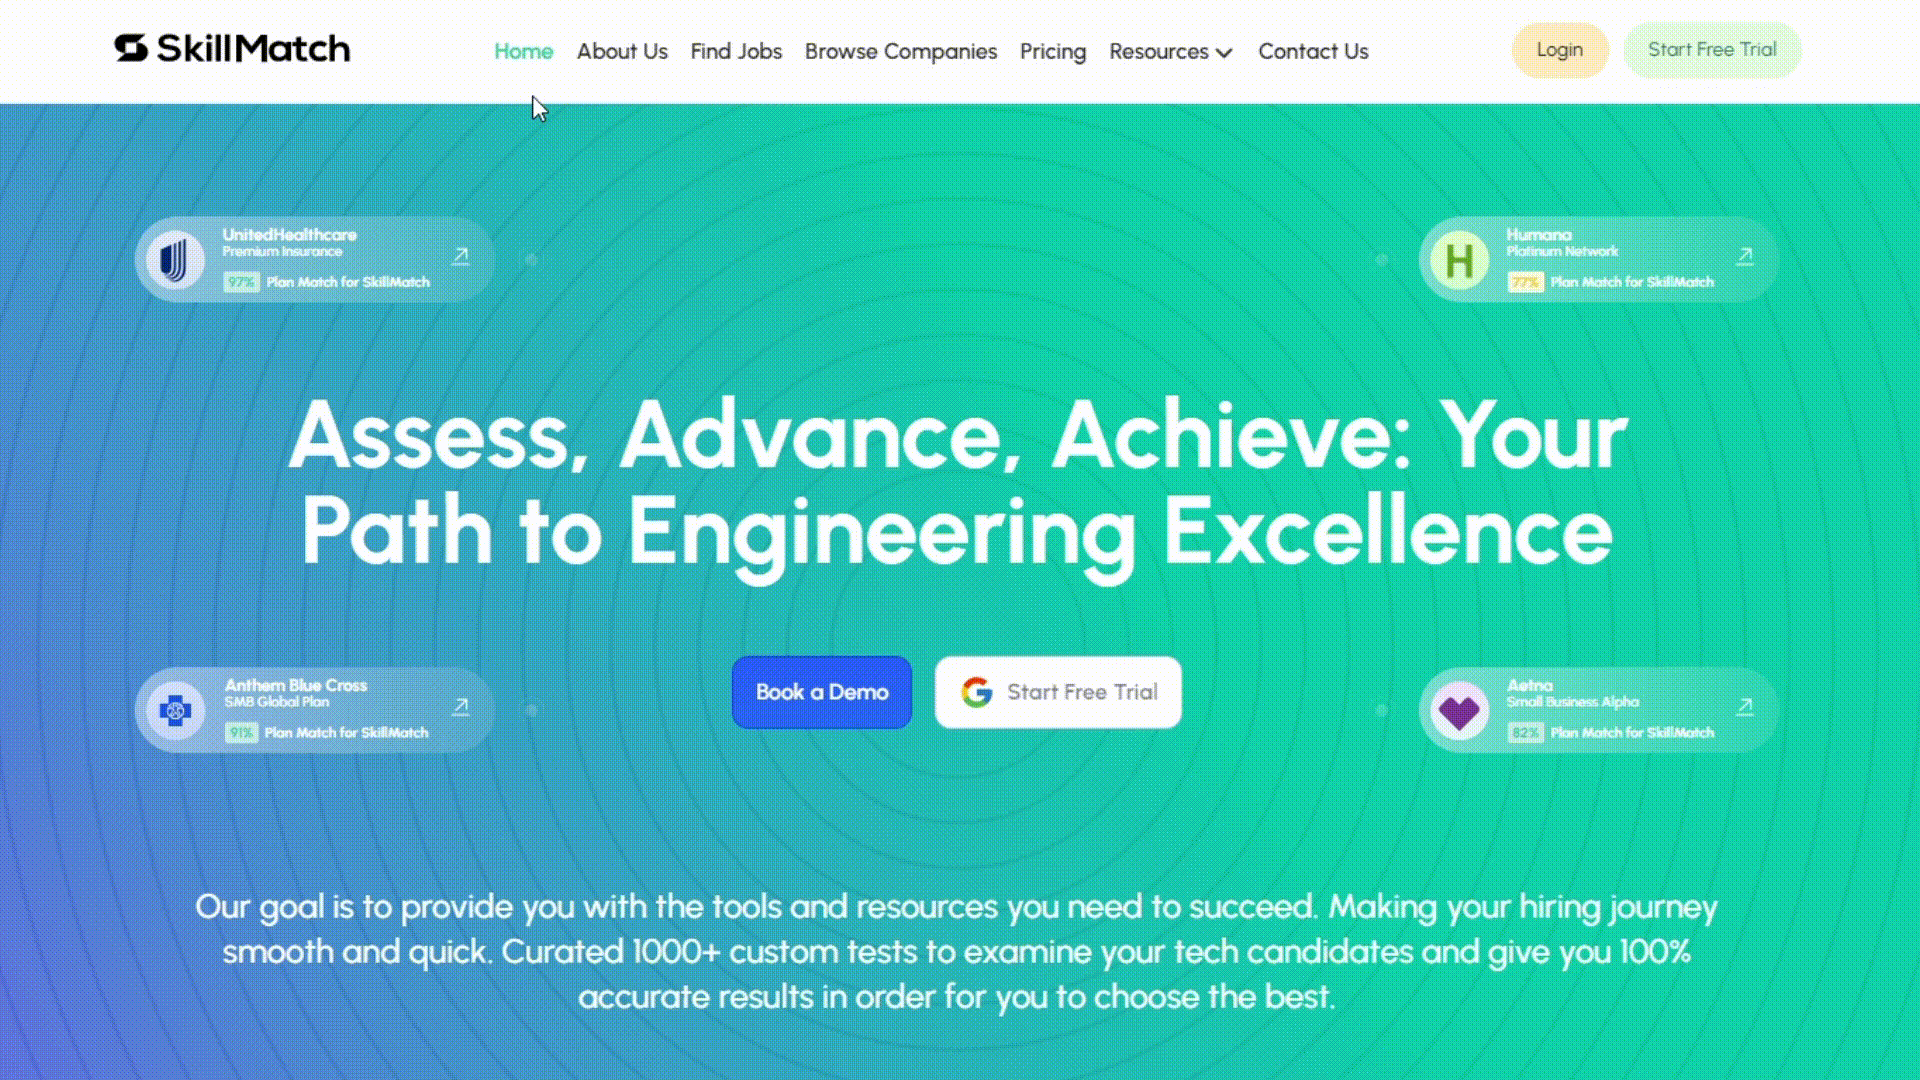 SkillMatch
Home About Us Find Jobs Browse Companies Pricing Resources Contact Us
Login Start Free Trial
UnitedHealthcare
Premium Insurance
97% Plan Match for SkillMatch
Humana
Platinum Network
77% Plan Match for SkillMatch
Assess, Advance, Achieve: Your
Path to Engineering Excellence
Book a Demo Start Free Trial
Anthem Blue Cross
SMB Global Plan
91% Plan Match for SkillMatch
Aetna
Small Business Alpha
82% Plan Match for SkillMatch
Our goal is to provide you with the tools and resources you need to succeed. Making your hiring journey
smooth and quick. Curated 1000+ custom tests to examine your tech candidates and give you 100%
accurate results in order for you to choose the best.